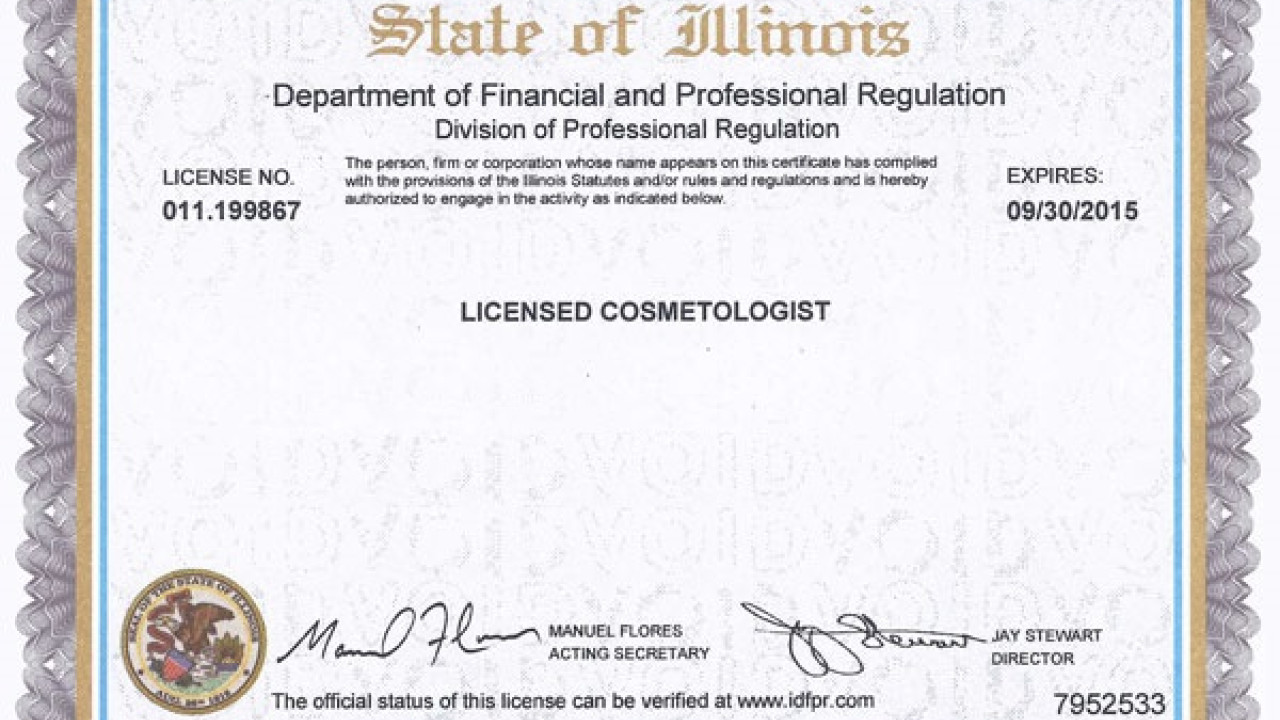 State of Illinois
Department of Financial and Professional Regulation
Division of Professional Regulation
LICENSE NO.
011.199867
The person, firm or corporation whose name appears on this certificate has complied
with the provisions of the Illinois Statutes and/or rules and regulations and is hereby
authorized to engage in the activity as indicated below.
EXPIRES:
09/30/2015
LICENSED COSMETOLOGIST
SEAL OF THE STATE OF ILLINOIS
AUG. 26TH 1818
MANUEL FLORES
ACTING SECRETARY
JAY STEWART
DIRECTOR
The official status of this license can be verified at www.idfpr.com
7952533